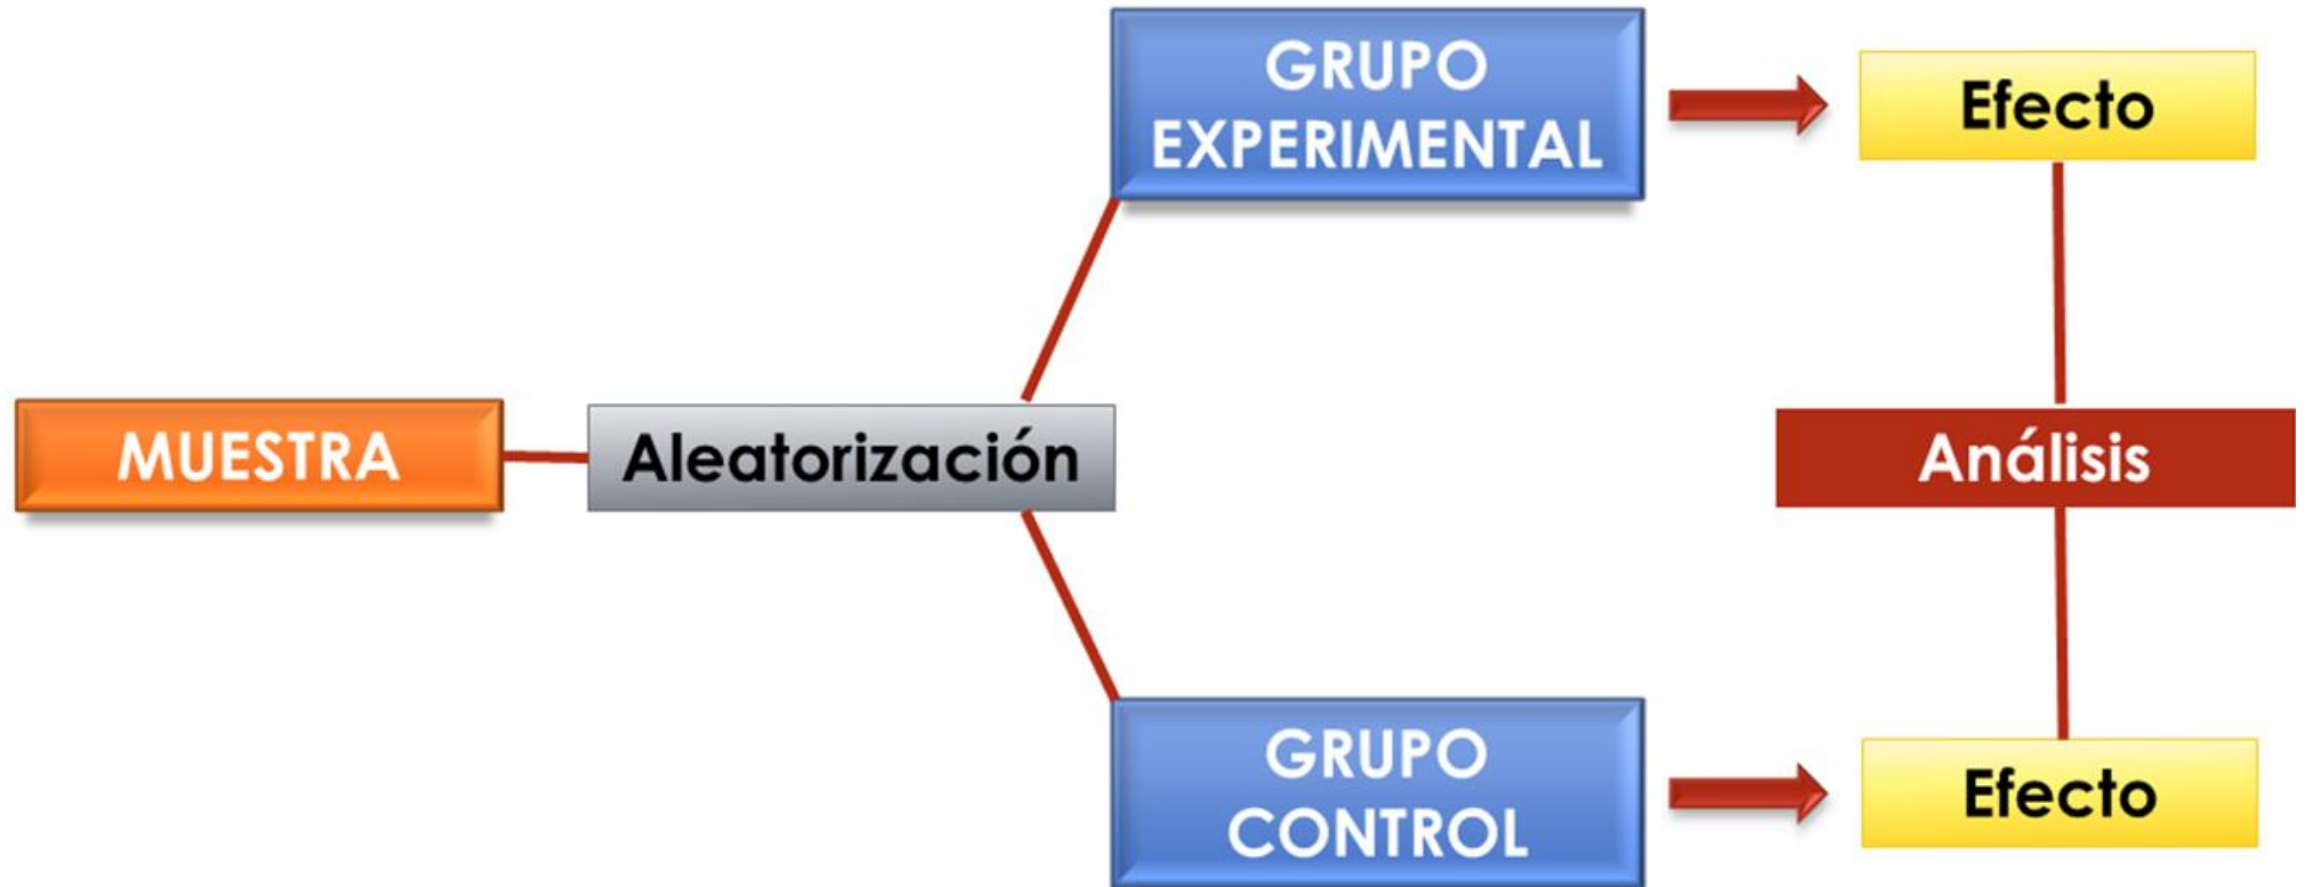 GRUPO
EXPERIMENTAL
Efecto
MUESTRA
Aleatorización
Análisis
GRUPO
CONTROL
Efecto